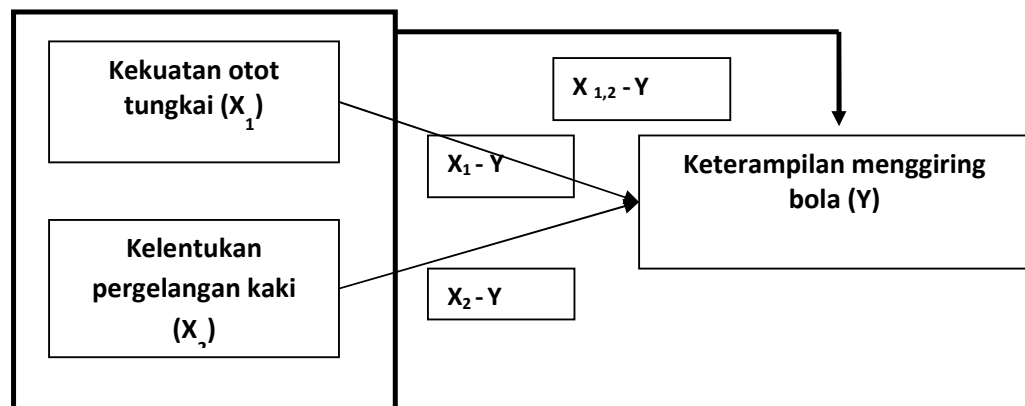 Kekuatan otot
tungkai (X₁)
X ₁,₂ - Y
X₁ - Y
Keterampilan menggiring
bola (Y)
Kelentukan
pergelangan kaki
(X₂)
X₂ - Y